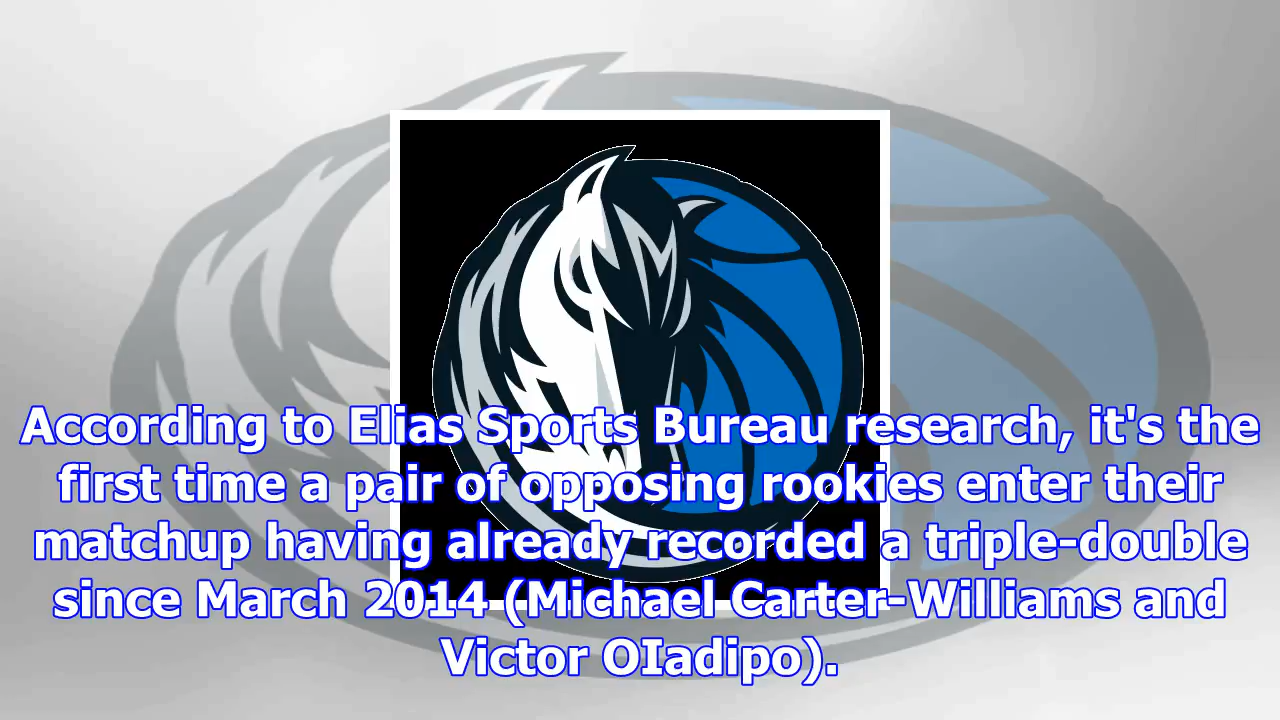 According to Elias Sports Bureau research, it's the
first time a pair of opposing rookies enter their
matchup having already recorded a triple-double
since March 2014 (Michael Carter-Williams and
Victor OIadipo).